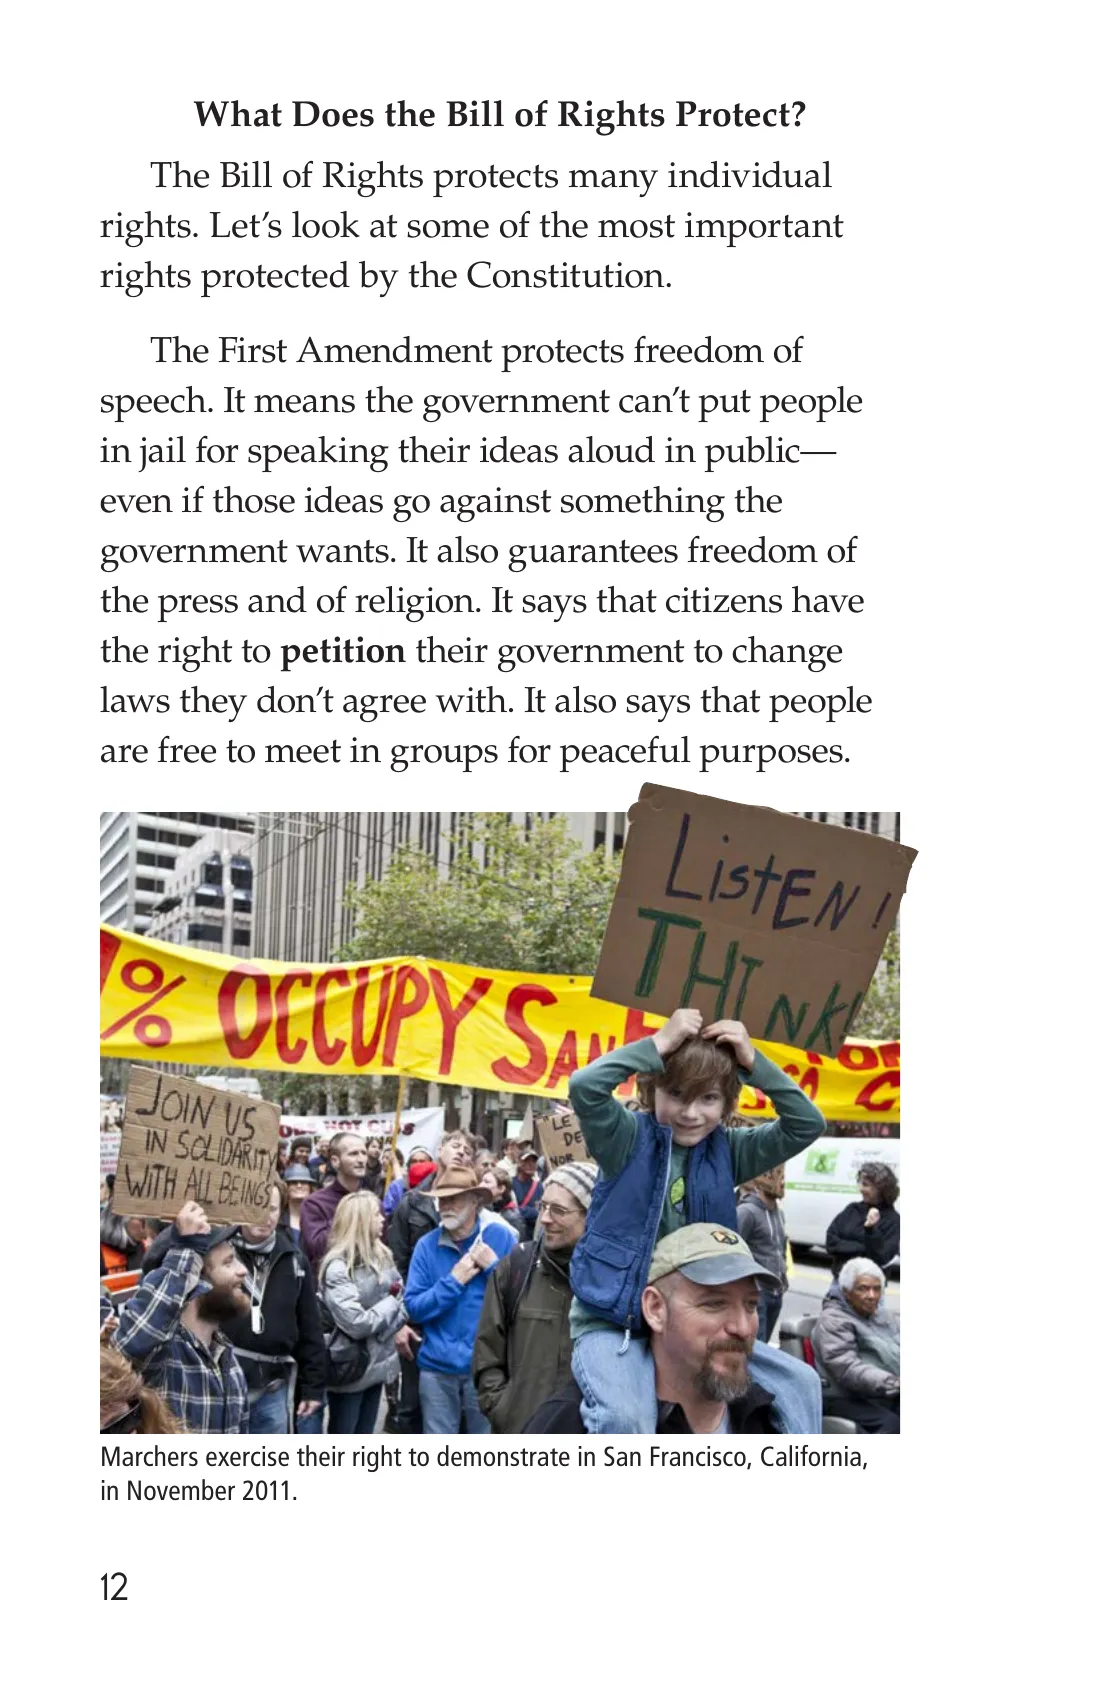 What Does the Bill of Rights Protect?
The Bill of Rights protects many individual
rights. Let’s look at some of the most important
rights protected by the Constitution.
The First Amendment protects freedom of
speech. It means the government can’t put people
in jail for speaking their ideas aloud in public—
even if those ideas go against something the
government wants. It also guarantees freedom of
the press and of religion. It says that citizens have
the right to petition their government to change
laws they don’t agree with. It also says that people
are free to meet in groups for peaceful purposes.
LISTEN!
THINK!
1% OCCUPY SAN
JOIN US
IN SOLIDARITY
WITH ALL BEINGS
Marchers exercise their right to demonstrate in San Francisco, California,
in November 2011.
12